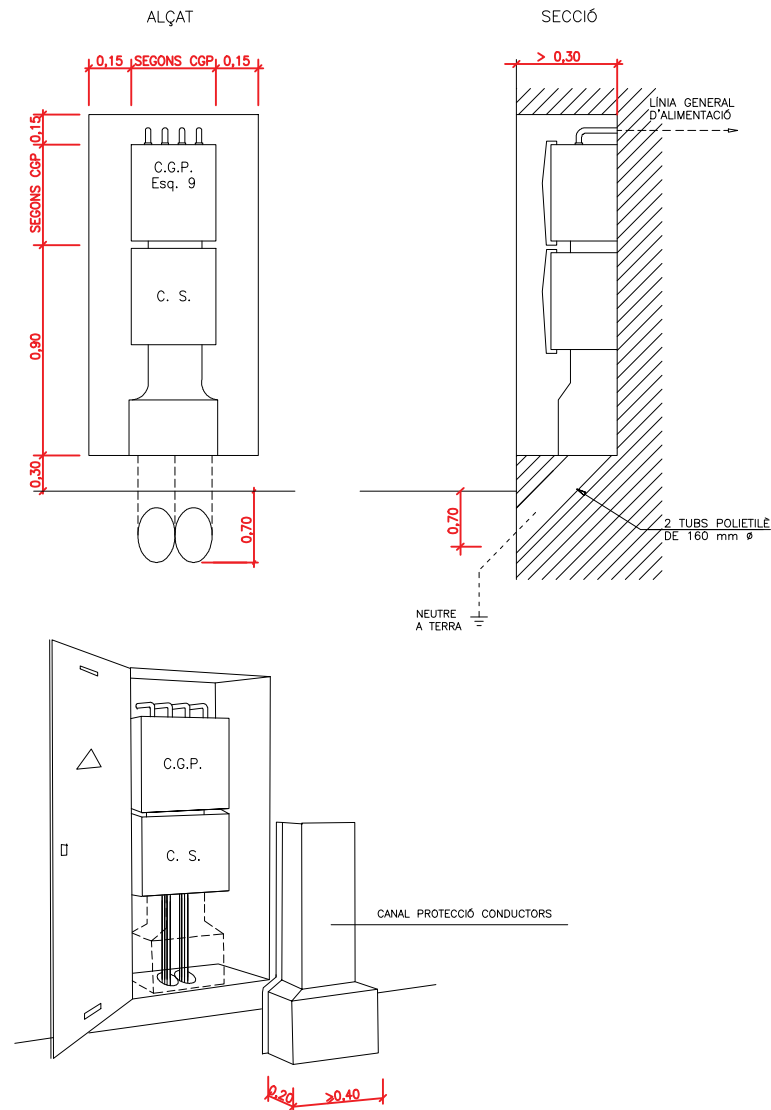 ALÇAT
SECCIÓ
0,15 SEGONS CGP 0,15
> 0,30
LÍNIA GENERAL
D'ALIMENTACIÓ
0,15
SEGONS CGP
0,90
0,30
C.G.P.
Esq. 9
C. S.
0,70
0,70
2 TUBS POLIETILÈ
DE 160 mm ø
NEUTRE
A TERRA
C.G.P.
C. S.
CANAL PROTECCIÓ CONDUCTORS
0,20
≥0,40